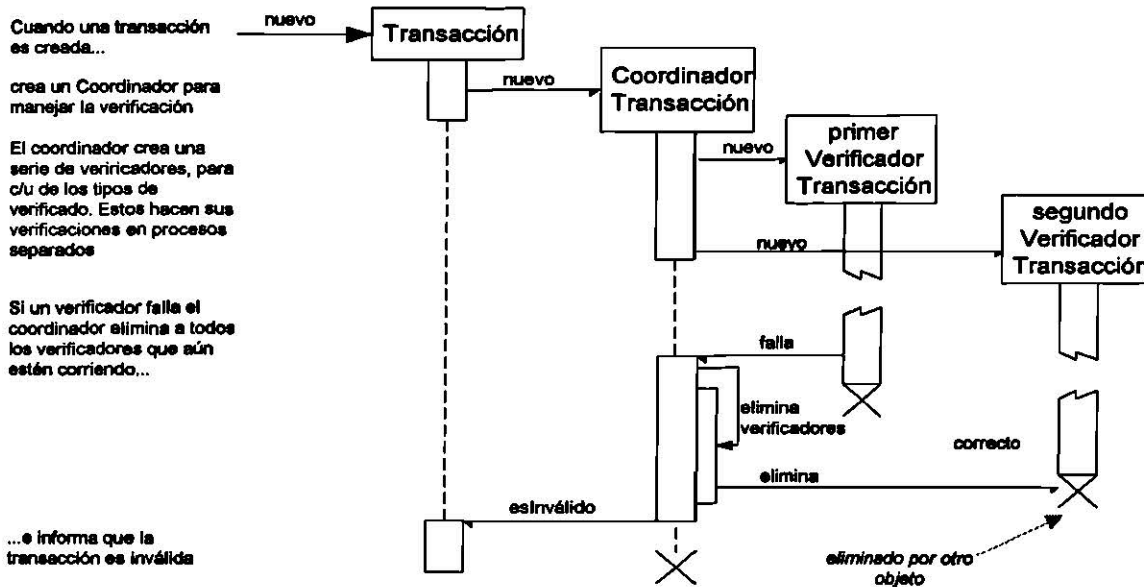 Cuando una transacción
es creada...
nuevo
Transacción
crea un Coordinador para
manejar la verificación
nuevo
Coordinador
Transacción
El coordinador crea una
serie de veriricadores, para
c/u de los tipos de
verificado. Estos hacen sus
verificaciones en procesos
separados
nuevo
primer
Verificador
Transacción
nuevo
segundo
Verificador
Transacción
Si un verificador falla el
coordinador elimina a todos
los verificadores que aún
estén corriendo...
falla
elimina
verificadores
correcto
elimina
esInválido
...e informa que la
transacción es inválida
eliminado por otro
objeto